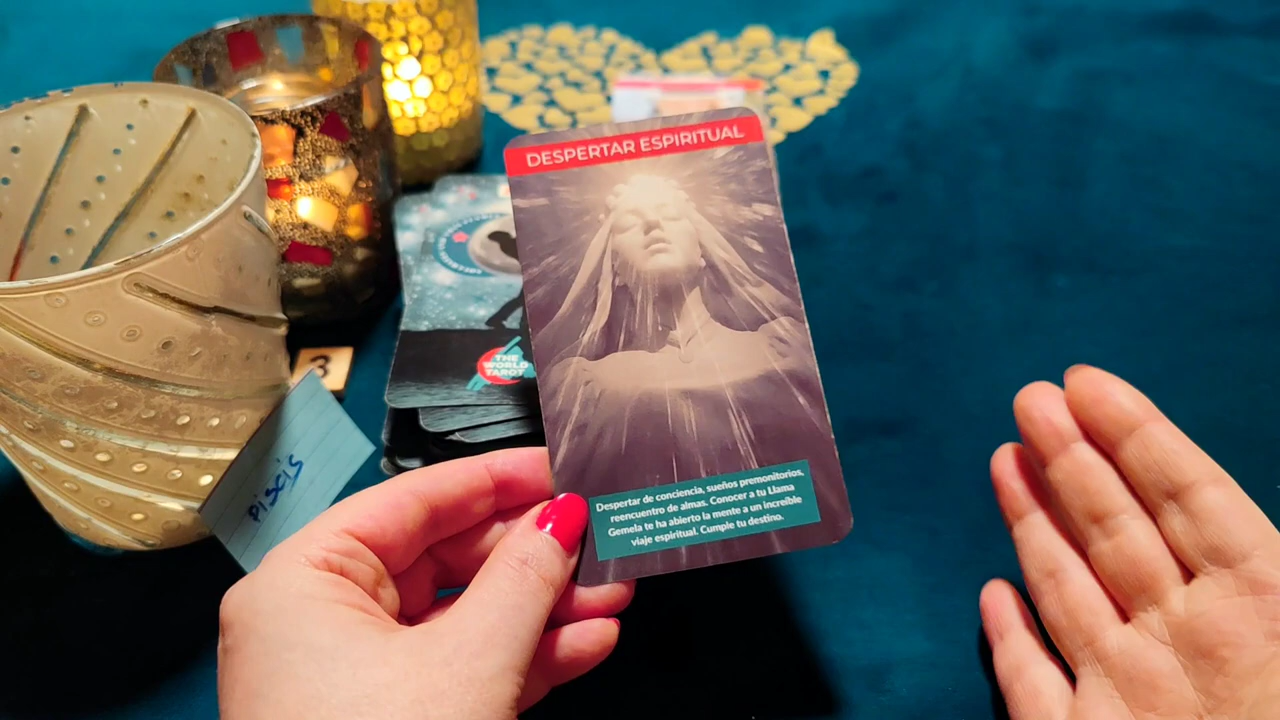 DESPERTAR ESPIRITUAL
THE
WORLD
TAROT
3
Piscis
Despertar de conciencia, sueños premonitorios,
reencuentro de almas. Conocer a tu Llama
Gemela te ha abierto la mente a un increíble
viaje espiritual. Cumple tu destino.